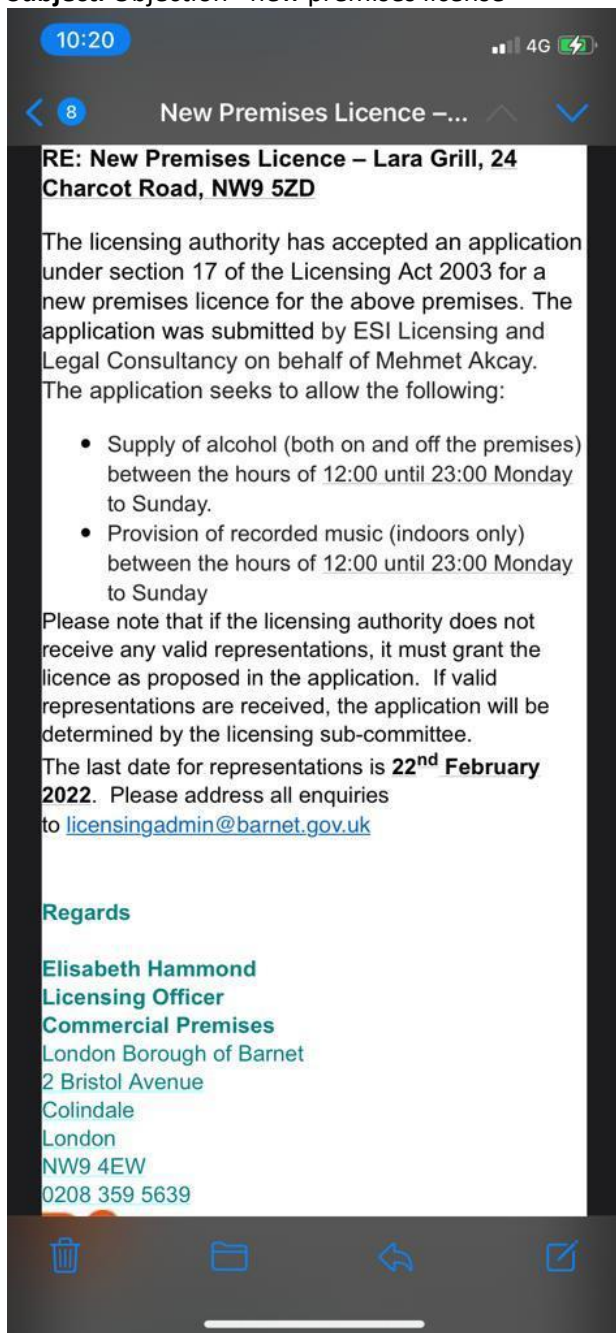 Subject: Objection - new premises license
10:20
4G
8
New Premises Licence –...
RE: New Premises Licence – Lara Grill, 24
Charcot Road, NW9 5ZD
The licensing authority has accepted an application
under section 17 of the Licensing Act 2003 for a
new premises licence for the above premises. The
application was submitted by ESI Licensing and
Legal Consultancy on behalf of Mehmet Akcay.
The application seeks to allow the following:
• Supply of alcohol (both on and off the premises)
between the hours of 12:00 until 23:00 Monday
to Sunday.
• Provision of recorded music (indoors only)
between the hours of 12:00 until 23:00 Monday
to Sunday
Please note that if the licensing authority does not
receive any valid representations, it must grant the
licence as proposed in the application.  If valid
representations are received, the application will be
determined by the licensing sub-committee.
The last date for representations is 22nd February
2022.  Please address all enquiries
to licensingadmin@barnet.gov.uk
Regards
Elisabeth Hammond
Licensing Officer
Commercial Premises
London Borough of Barnet
2 Bristol Avenue
Colindale
London
NW9 4EW
0208 359 5639